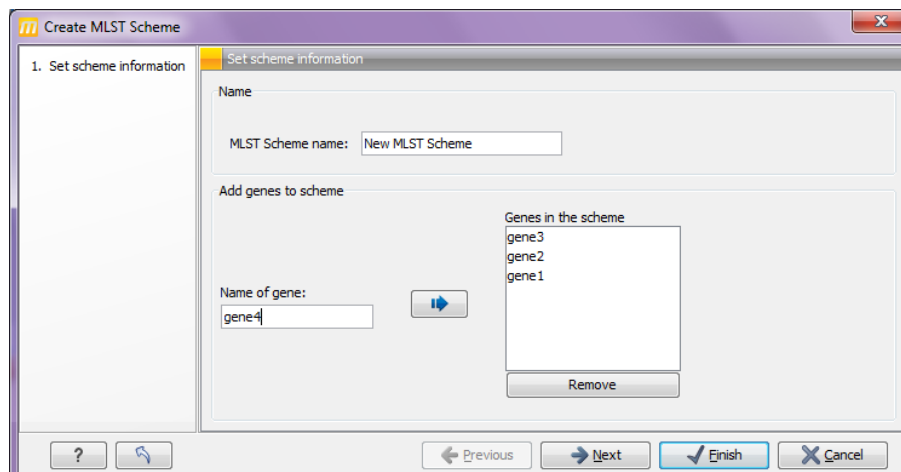 Create MLST Scheme
1. Set scheme information
Set scheme information
Name
MLST Scheme name: New MLST Scheme
Add genes to scheme
Genes in the scheme
gene3
gene2
gene1
Name of gene:
gene4
Remove
?
Previous
Next
Finish
Cancel